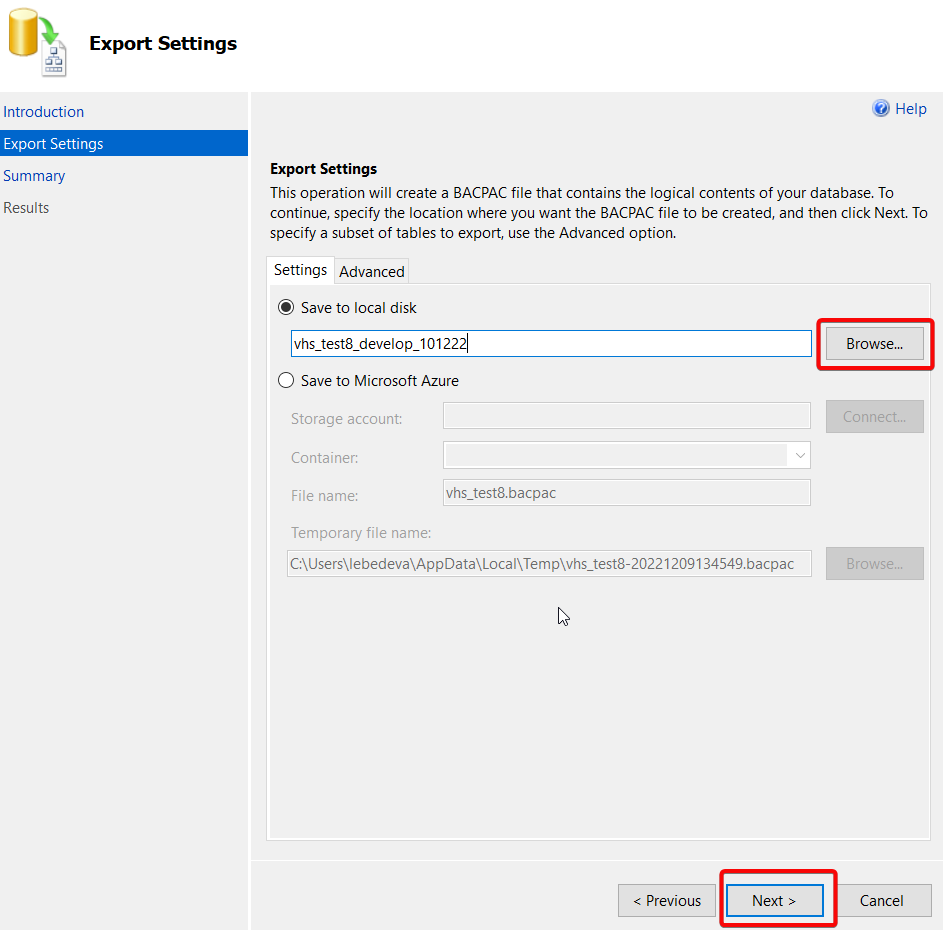 Export Settings
Introduction
Export Settings
Summary
Results
Help
Export Settings
This operation will create a BACPAC file that contains the logical contents of your database. To
continue, specify the location where you want the BACPAC file to be created, and then click Next. To
specify a subset of tables to export, use the Advanced option.
Settings
Advanced
Save to local disk
vhs_test8_develop_101222
Browse...
Save to Microsoft Azure
Storage account:
Connect...
Container:
File name:
vhs_test8.bacpac
Temporary file name:
C:\Users\lebedeva\AppData\Local\Temp\vhs_test8-20221209134549.bacpac
Browse...
< Previous
Next >
Cancel